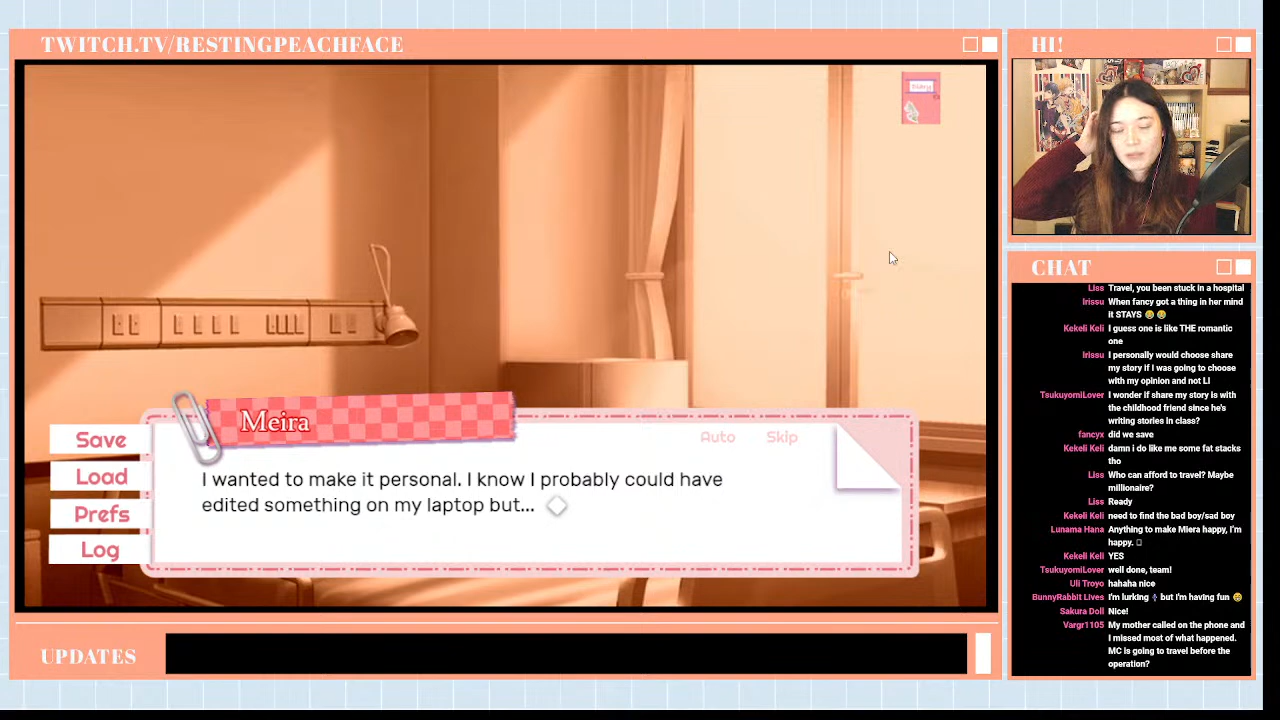 TWITCH.TV/RESTINGPEACHFACE
HI!
Diary
Meira
Auto Skip
Save
Load
Prefs
Log
I wanted to make it personal. I know I probably could have
edited something on my laptop but...
UPDATES
CHAT
Liss Travel, you been stuck in a hospital
Irissu When fancy got a thing in her mind
it STAYS
Kekeli Keli I guess one is like THE romantic
one
Irissu I personally would choose share
my story if I was going to choose
with my opinion and not LI
TsukuyomiLover I wonder if share my story is with
the childhood friend since he's
writing stories in class?
fancyx did we save
Kekeli Keli damn i do like me some fat stacks
tho
Liss Who can afford to travel? Maybe
millionaire?
Liss Ready
Kekeli Keli need to find the bad boy/sad boy
Lunama Hana Anything to make Miera happy, I'm
happy.
Kekeli Keli YES
TsukuyomiLover well done, team!
Uli Troyo hahaha nice
BunnyRabbit Lives I'm lurking but I'm having fun
Sakura Doll Nice!
Vargr1105 My mother called on the phone and
I missed most of what happened.
MC is going to travel before the
operation?